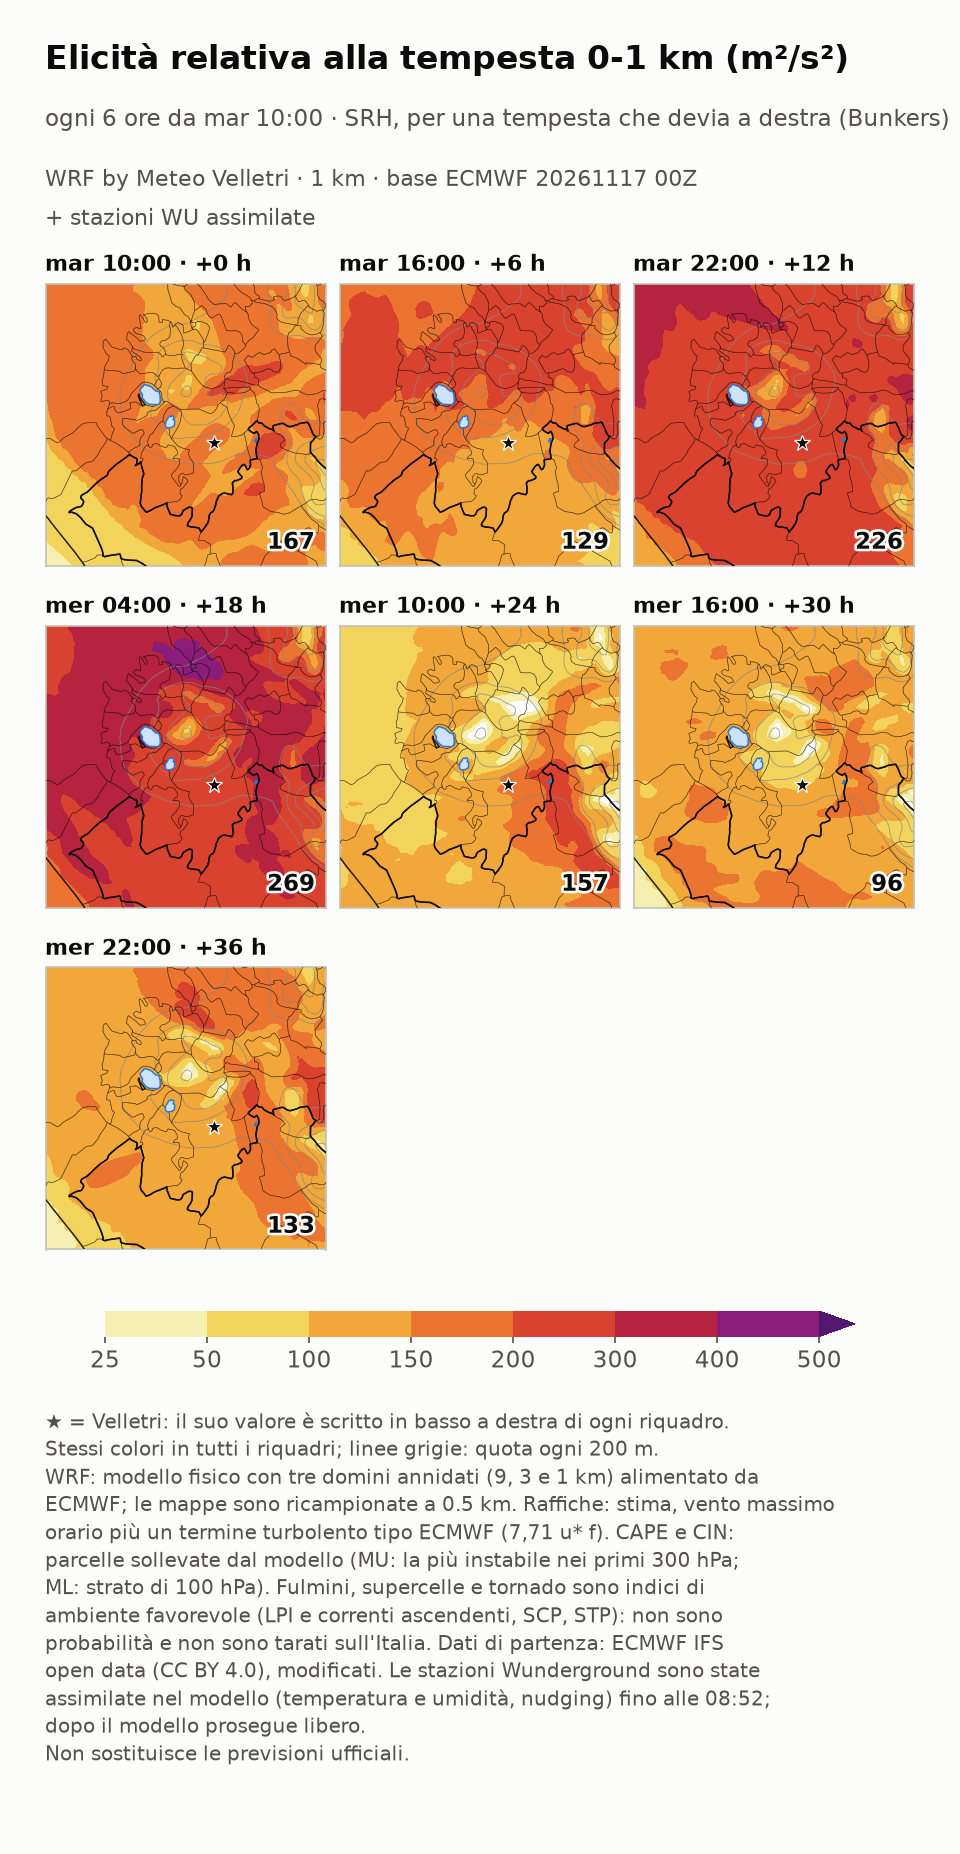 Elicità relativa alla tempesta 0-1 km (m²/s²)
ogni 6 ore da mar 10:00 · SRH, per una tempesta che devia a destra (Bunkers)
WRF by Meteo Velletri · 1 km · base ECMWF 20261117 00Z
+ stazioni WU assimilate
mar 10:00 · +0 h
mar 16:00 · +6 h
mar 22:00 · +12 h
167
129
226
mer 04:00 · +18 h
mer 10:00 · +24 h
mer 16:00 · +30 h
269
157
96
mer 22:00 · +36 h
133
25 50 100 150 200 300 400 500
★ = Velletri: il suo valore è scritto in basso a destra di ogni riquadro.
Stessi colori in tutti i riquadri; linee grigie: quota ogni 200 m.
WRF: modello fisico con tre domini annidati (9, 3 e 1 km) alimentato da
ECMWF; le mappe sono ricampionate a 0.5 km. Raffiche: stima, vento massimo
orario più un termine turbolento tipo ECMWF (7,71 u* f). CAPE e CIN:
parcelle sollevate dal modello (MU: la più instabile nei primi 300 hPa;
ML: strato di 100 hPa). Fulmini, supercelle e tornado sono indici di
ambiente favorevole (LPI e correnti ascendenti, SCP, STP): non sono
probabilità e non sono tarati sull'Italia. Dati di partenza: ECMWF IFS
open data (CC BY 4.0), modificati. Le stazioni Wunderground sono state
assimilate nel modello (temperatura e umidità, nudging) fino alle 08:52;
dopo il modello prosegue libero.
Non sostituisce le previsioni ufficiali.